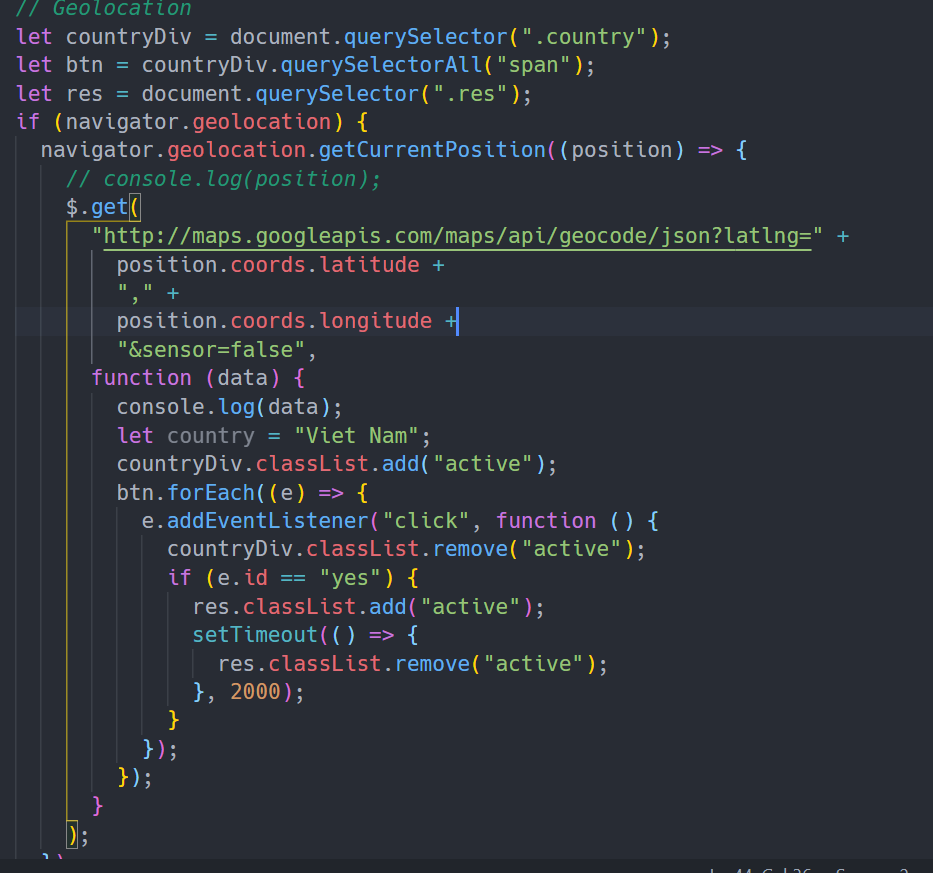 // Geolocation
let countryDiv = document.querySelector(".country");
let btn = countryDiv.querySelectorAll("span");
let res = document.querySelector(".res");
if (navigator.geolocation) {
  navigator.geolocation.getCurrentPosition((position) => {
    // console.log(position);
    $.get(
      "http://maps.googleapis.com/maps/api/geocode/json?latlng=" +
        position.coords.latitude +
        "," +
        position.coords.longitude +
        "&sensor=false",
      function (data) {
        console.log(data);
        let country = "Viet Nam";
        countryDiv.classList.add("active");
        btn.forEach((e) => {
          e.addEventListener("click", function () {
            countryDiv.classList.remove("active");
            if (e.id == "yes") {
              res.classList.add("active");
              setTimeout(() => {
                res.classList.remove("active");
              }, 2000);
            }
          });
        });
      }
    );